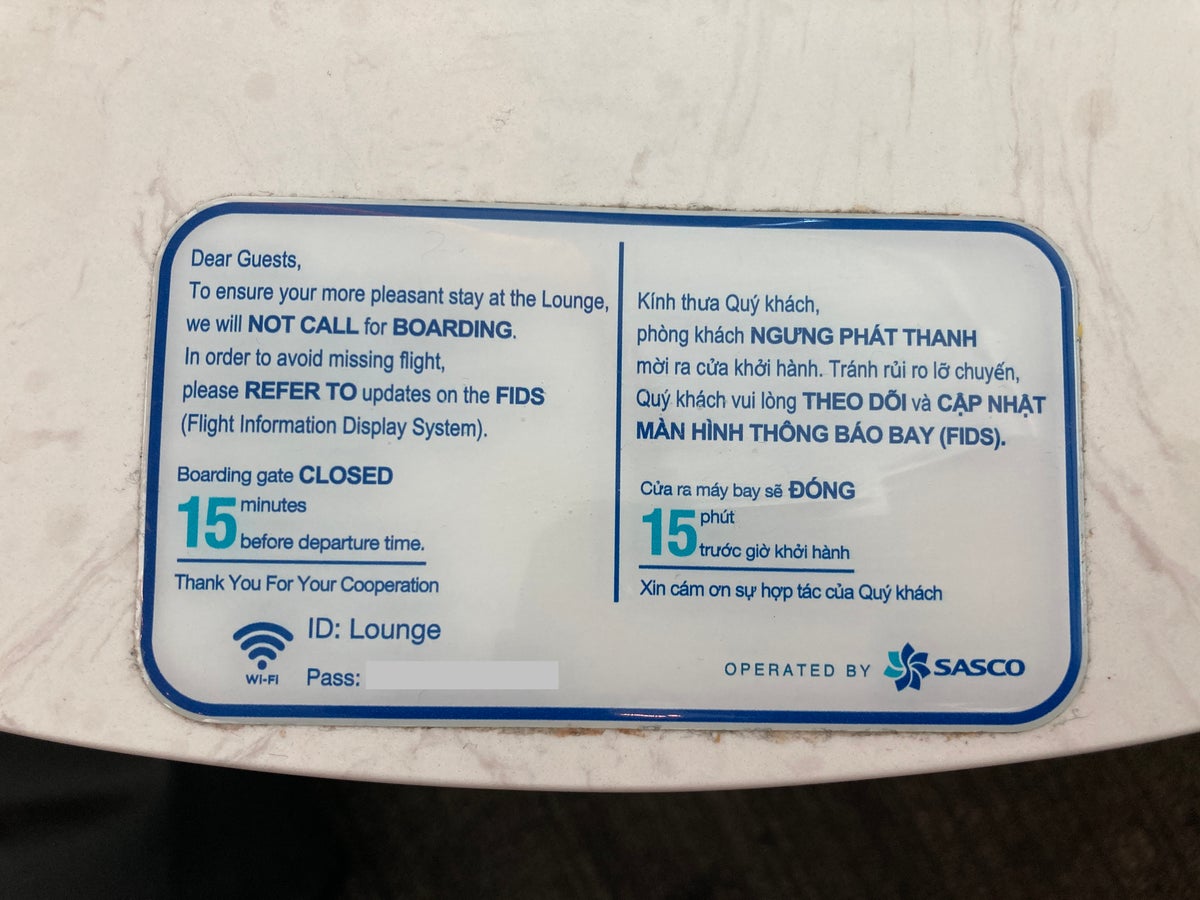 Dear Guests,
To ensure your more pleasant stay at the Lounge,
we will NOT CALL for BOARDING.
In order to avoid missing flight,
please REFER TO updates on the FIDS
(Flight Information Display System).
Boarding gate CLOSED
15 minutes
before departure time.
Thank You For Your Cooperation
WI-FI
ID: Lounge
Pass:
Kính thưa Quý khách,
phòng khách NGƯNG PHÁT THANH
mời ra cửa khởi hành. Tránh rủi ro lỡ chuyến,
Quý khách vui lòng THEO DÕI và CẬP NHẬT
MÀN HÌNH THÔNG BÁO BAY (FIDS).
Cửa ra máy bay sẽ ĐÓNG
15 phút
trước giờ khởi hành
Xin cám ơn sự hợp tác của Quý khách
OPERATED BY SASCO